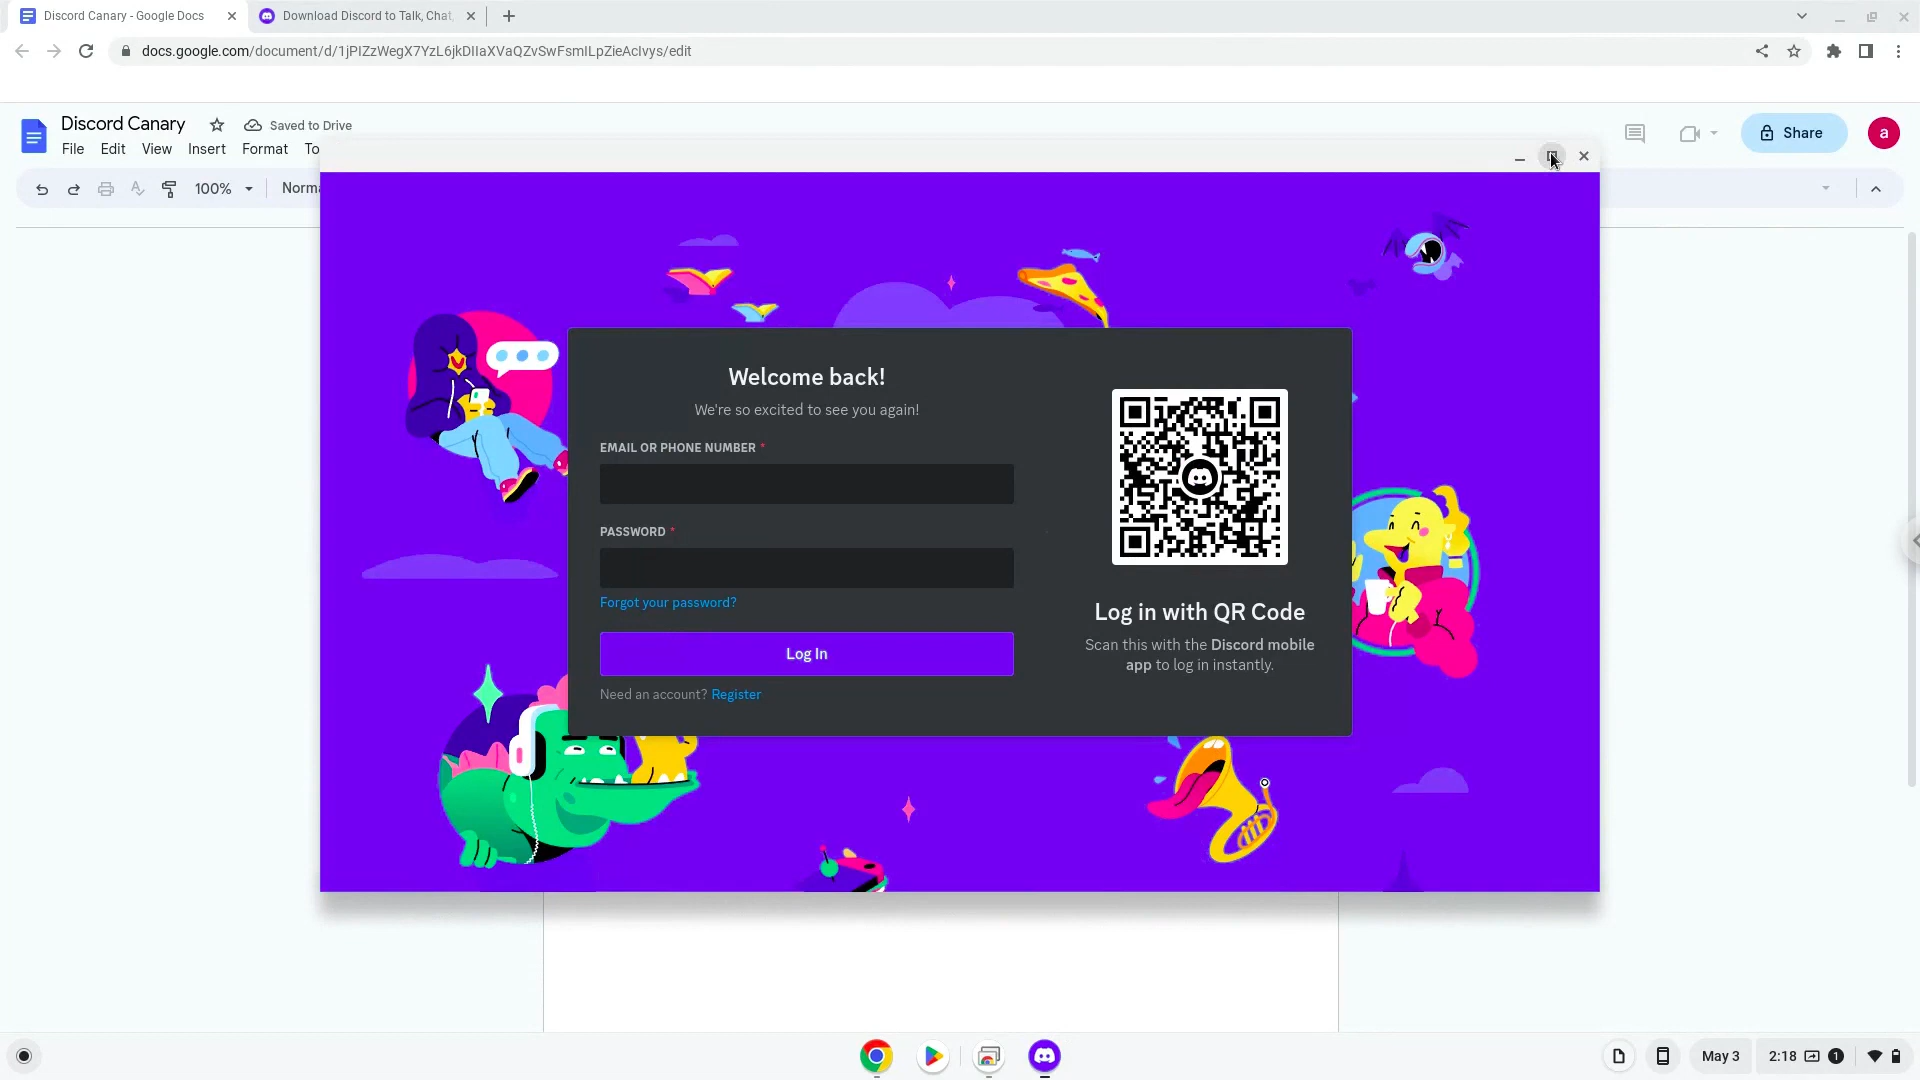 Discord Canary - Google Docs
Download Discord to Talk, Chat,
docs.google.com/document/d/1jPIZzWegX7YzL6jkDIIaXVaQZvSwFsmILpZieAcIvys/edit
Discord Canary
Saved to Drive
File Edit View Insert Format To
Share
a
100%
Norma
Welcome back!
We're so excited to see you again!
EMAIL OR PHONE NUMBER *
PASSWORD *
Forgot your password?
Log In
Need an account? Register
Log in with QR Code
Scan this with the Discord mobile
app to log in instantly.
May 3
2:18
1